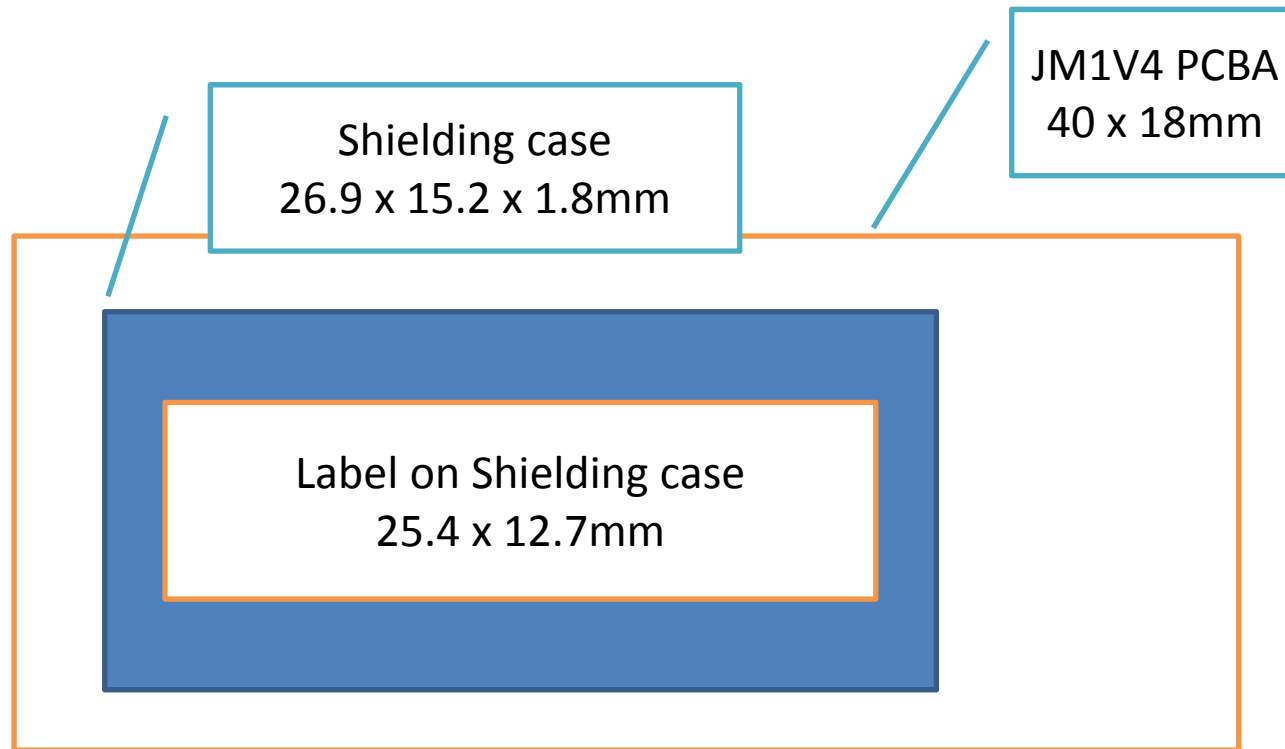 JM1V4 PCBA
40 x 18mm
Shielding case
26.9 x 15.2 x 1.8mm
Label on Shielding case
25.4 x 12.7mm